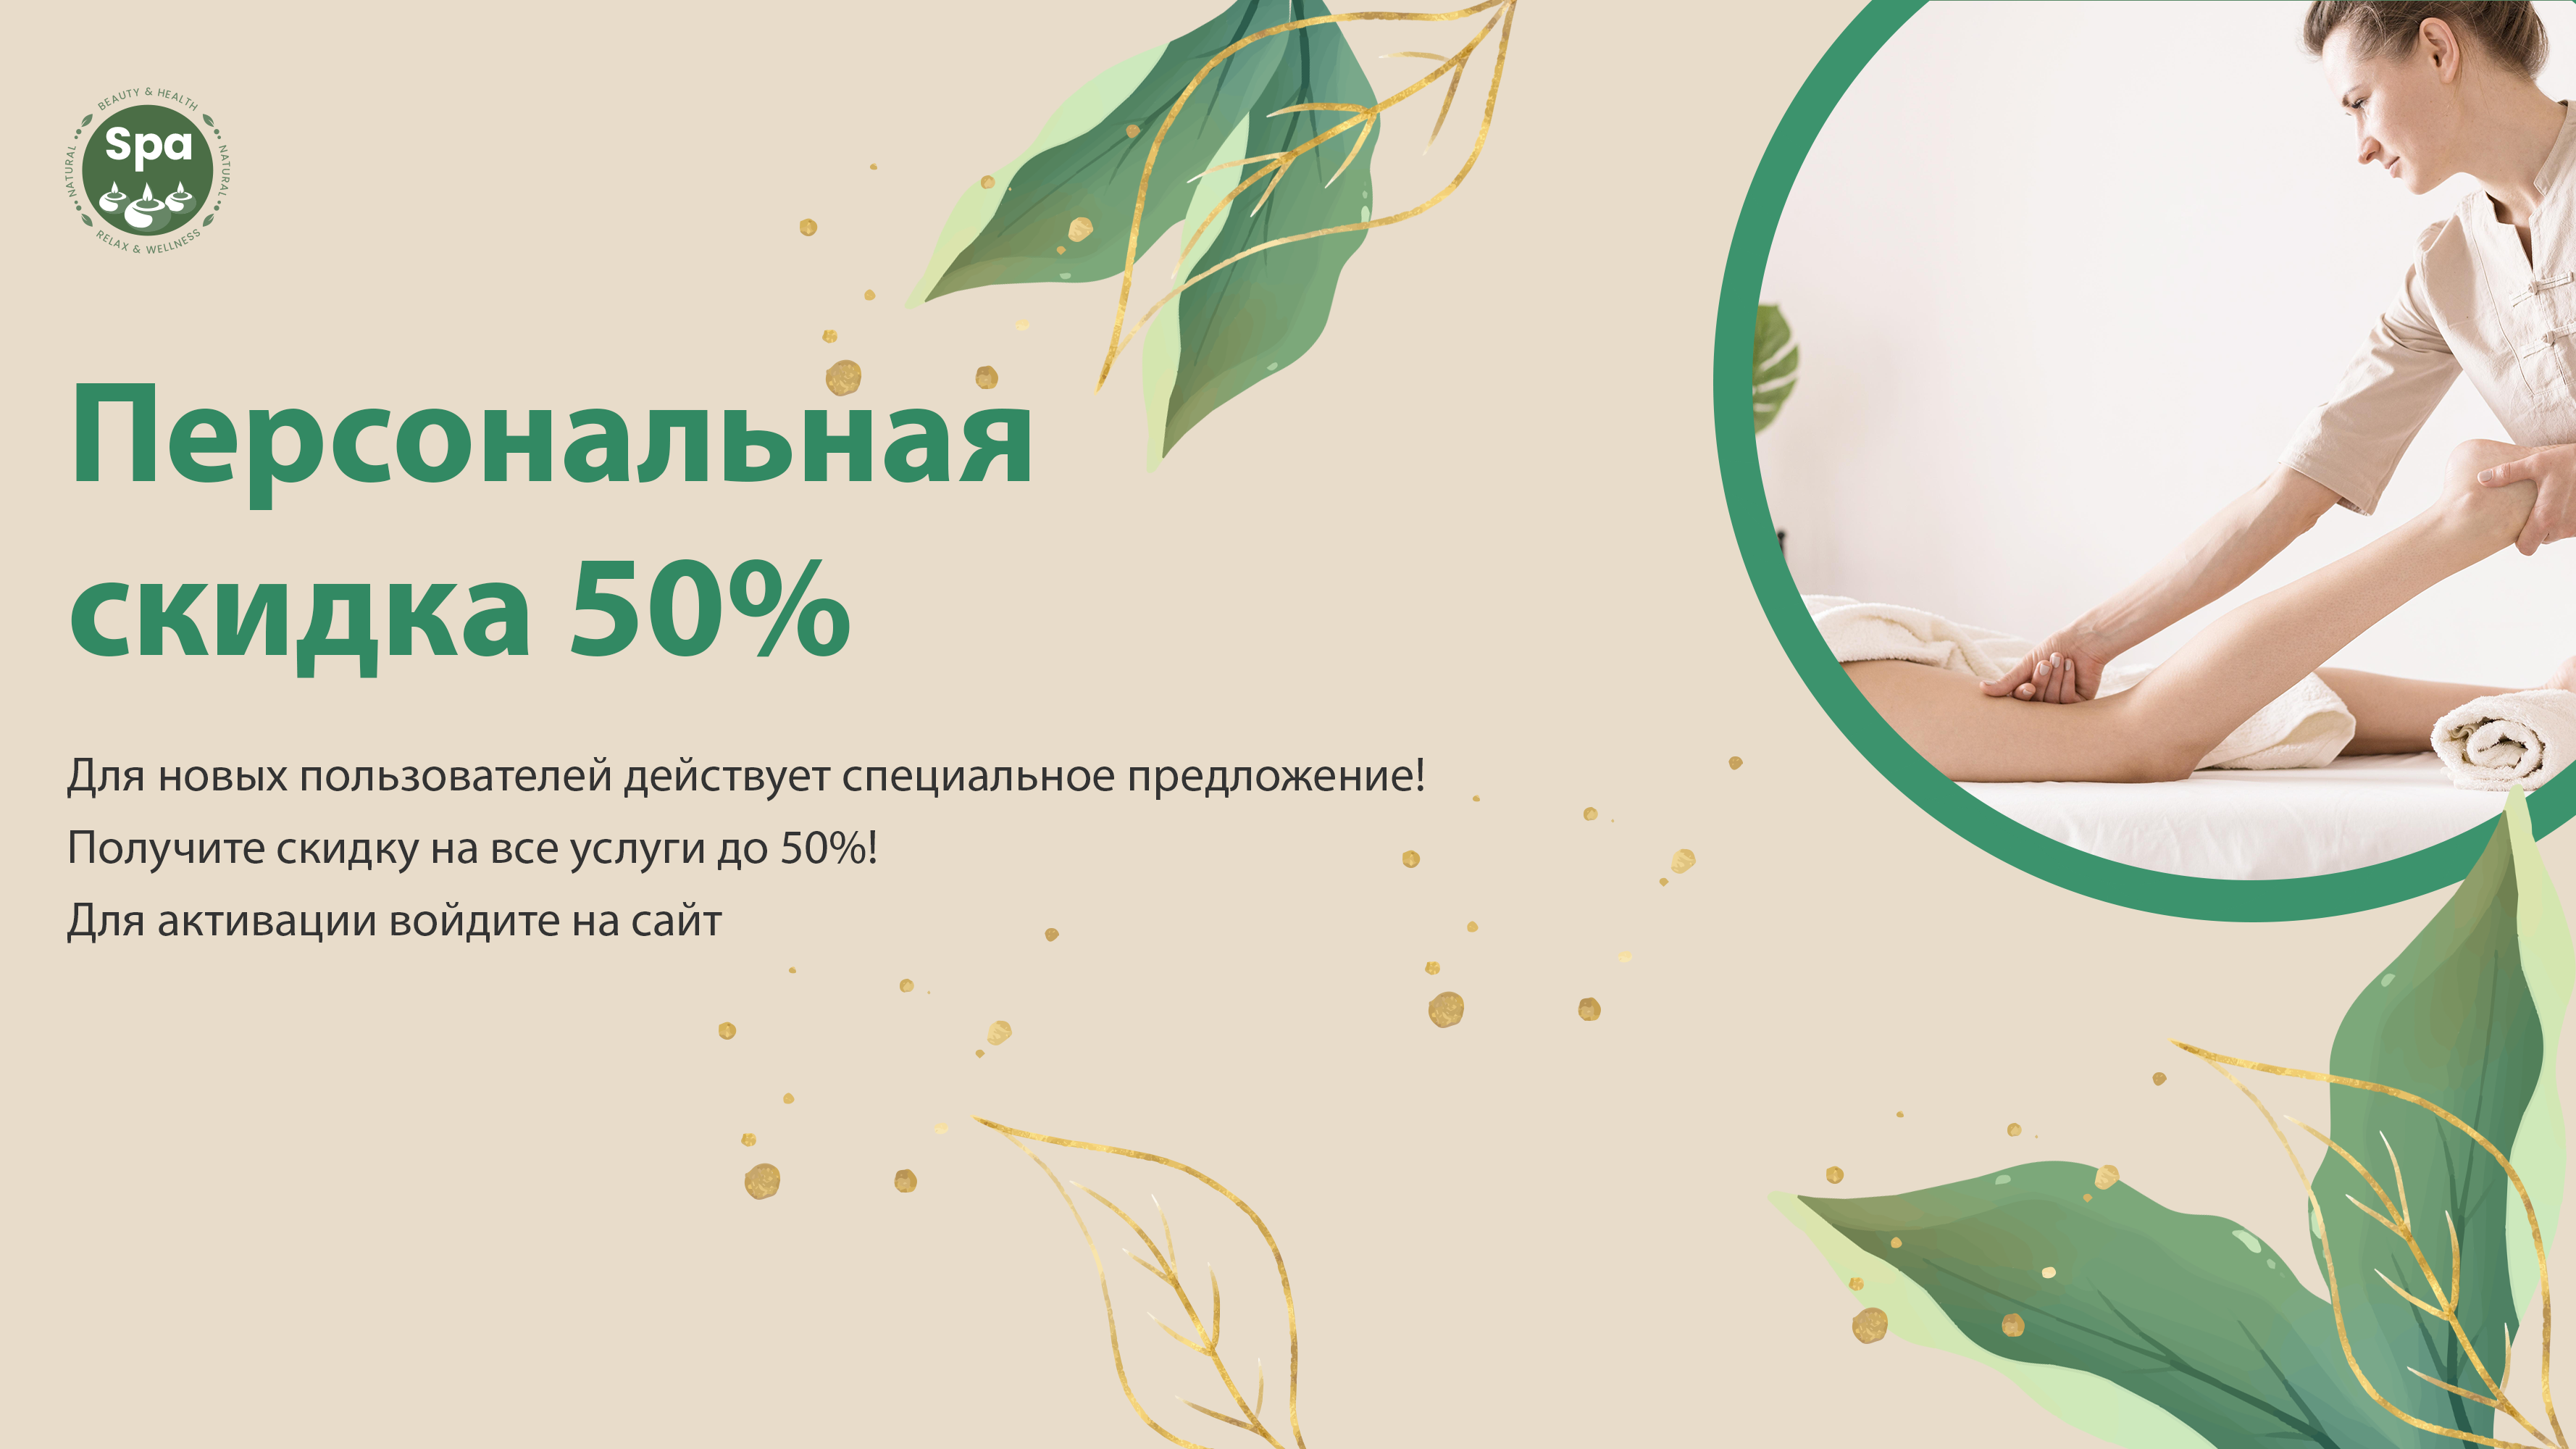 BEAUTY & HEALTH
NATURAL
Spa
NATURAL
RELAX & WELLNESS
Персональная
скидка 50%
Для новых пользователей действует специальное предложение!
Получите скидку на все услуги до 50%!
Для активации войдите на сайт